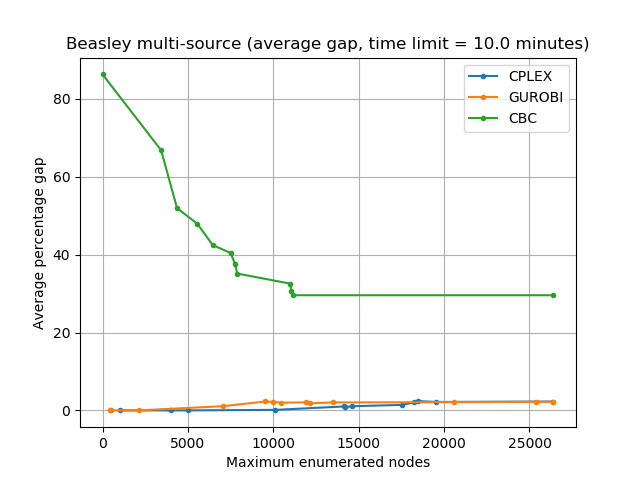 Beasley multi-source (average gap, time limit = 10.0 minutes)
CPLEX
GUROBI
CBC
Average percentage gap
80
60
40
20
0
0 5000 10000 15000 20000 25000
Maximum enumerated nodes